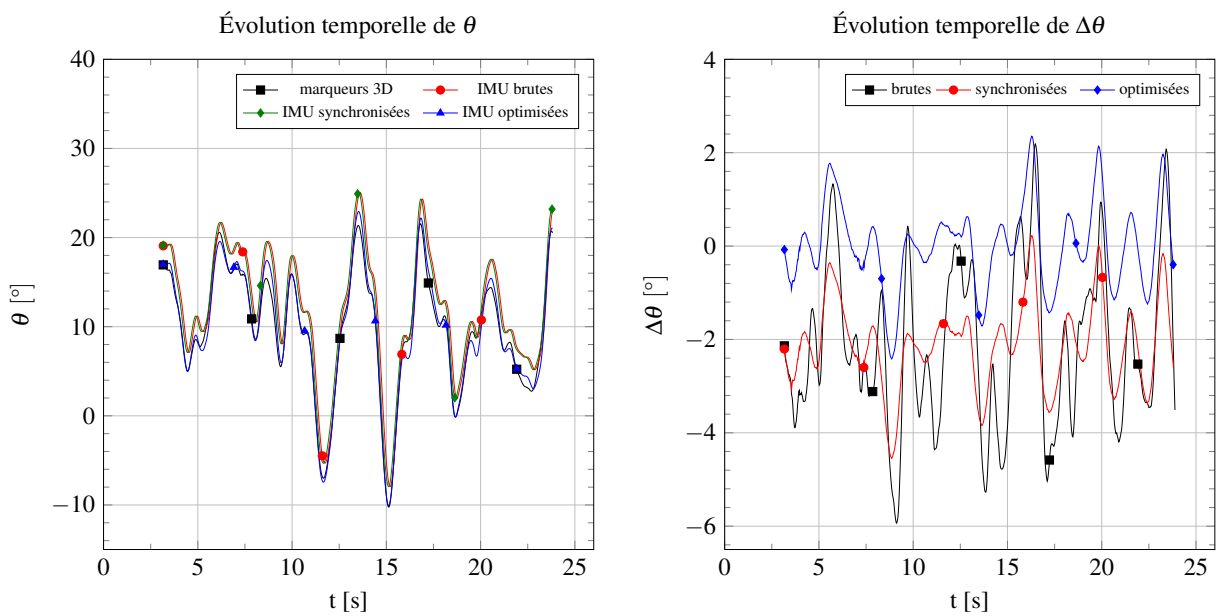 Évolution temporelle de θ
40
30
20
10
0
−10
0
5
10
15
20
25
θ [°]
t [s]
marqueurs 3D
IMU brutes
IMU synchronisées
IMU optimisées
Évolution temporelle de Δθ
4
2
0
−2
−4
−6
0
5
10
15
20
25
Δθ [°]
t [s]
brutes
synchronisées
optimisées